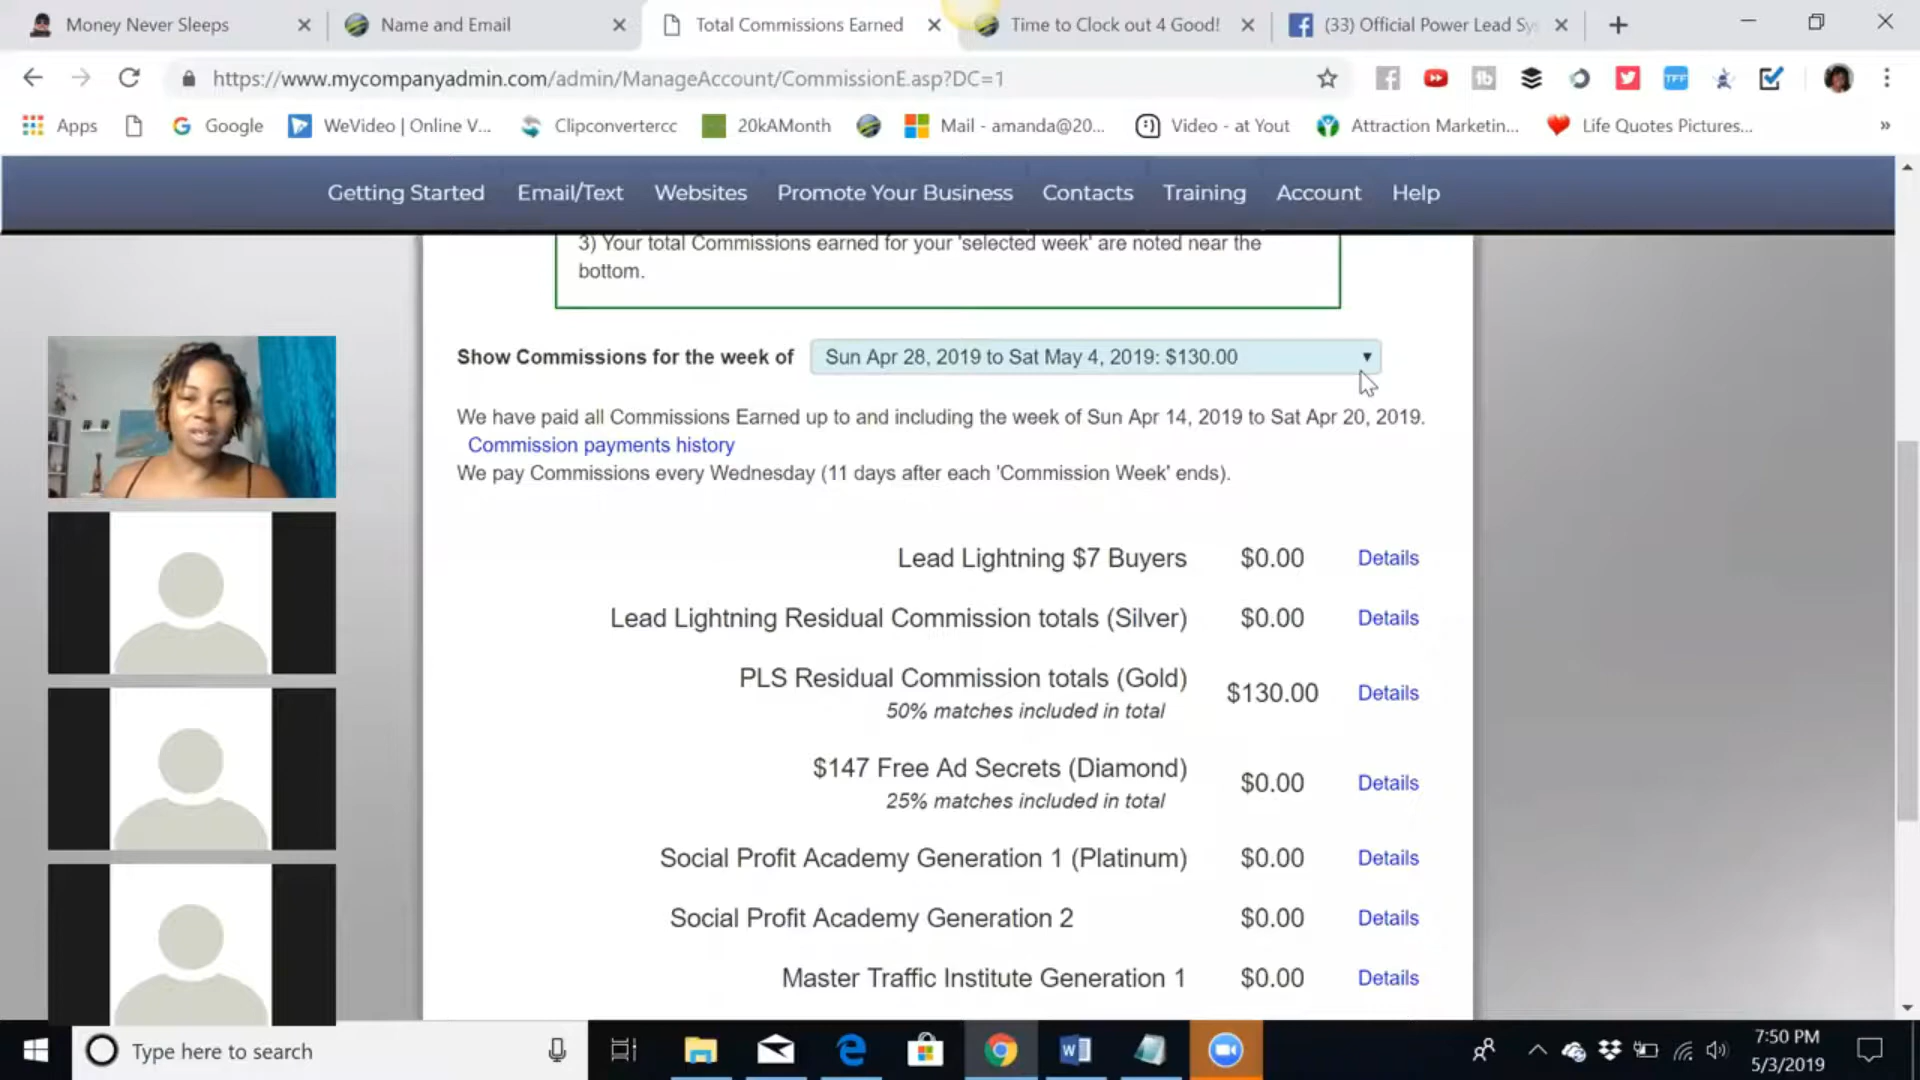 Money Never Sleeps
Name and Email
Total Commissions Earned
Time to Clock out 4 Good!
(33) Official Power Lead Sy
https://www.mycompanyadmin.com/admin/ManageAccount/CommissionE.asp?DC=1
TFF
Apps
Google
WeVideo | Online V...
Clipconvertercc
20kAMonth
Mail - amanda@20...
Video - at Yout
Attraction Marketin...
Life Quotes Pictures...
Getting Started Email/Text Websites Promote Your Business Contacts Training Account Help
3) Your total Commissions earned for your 'selected week' are noted near the
bottom.
Show Commissions for the week of Sun Apr 28, 2019 to Sat May 4, 2019: $130.00
We have paid all Commissions Earned up to and including the week of Sun Apr 14, 2019 to Sat Apr 20, 2019.
Commission payments history
We pay Commissions every Wednesday (11 days after each 'Commission Week' ends).
Lead Lightning $7 Buyers $0.00 Details
Lead Lightning Residual Commission totals (Silver) $0.00 Details
PLS Residual Commission totals (Gold) $130.00 Details
50% matches included in total
$147 Free Ad Secrets (Diamond) $0.00 Details
25% matches included in total
Social Profit Academy Generation 1 (Platinum) $0.00 Details
Social Profit Academy Generation 2 $0.00 Details
Master Traffic Institute Generation 1 $0.00 Details
Type here to search
7:50 PM
5/3/2019